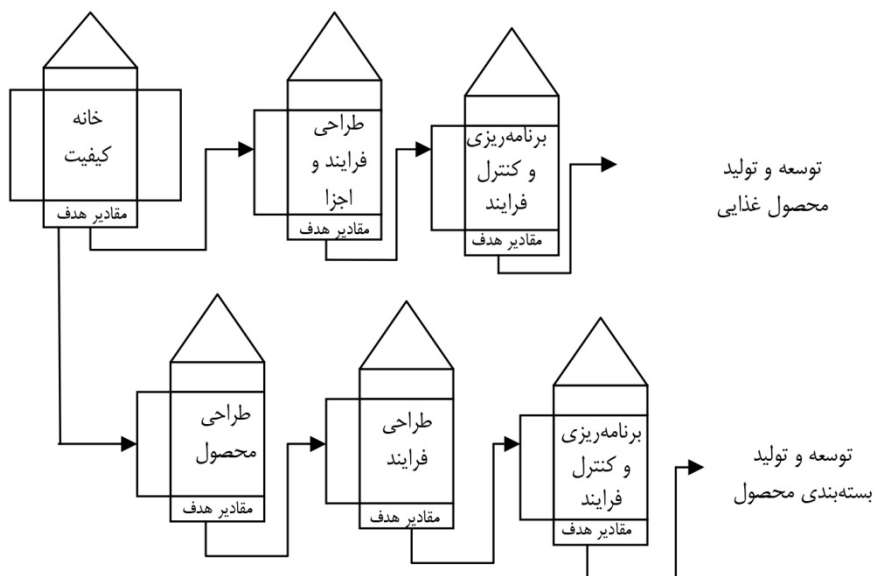 خانه
کیفیت
مقادیر هدف
طراحی
فرایند و
اجزا
مقادیر هدف
برنامه‌ریزی
و کنترل
فرایند
مقادیر هدف
توسعه و تولید
محصول غذایی
طراحی
محصول
مقادیر هدف
طراحی
فرایند
مقادیر هدف
برنامه‌ریزی
و کنترل
فرایند
مقادیر هدف
توسعه و تولید
بسته‌بندی محصول